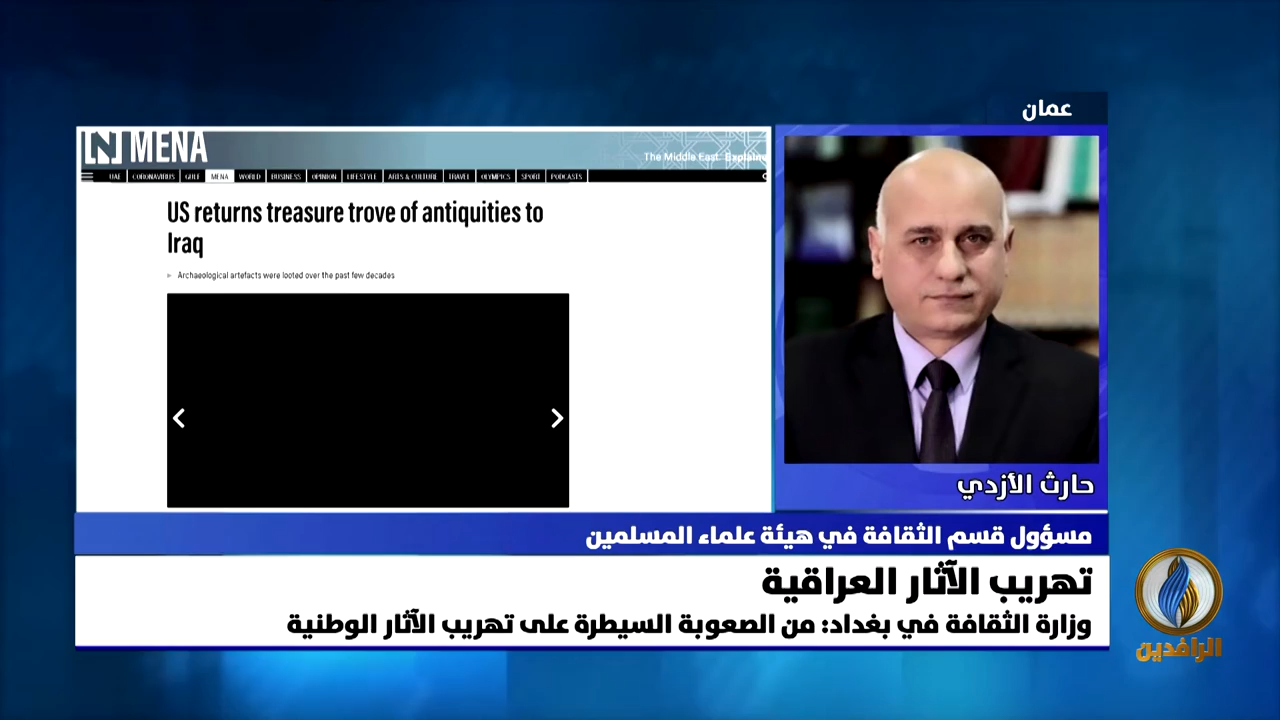 عمان
MENA
The Middle East. Explained
UAE CORONAVIRUS GULF MENA WORLD BUSINESS OPINION LIFESTYLE ARTS & CULTURE TRAVEL OLYMPICS SPORT PODCASTS
US returns treasure trove of antiquities to
Iraq
Archaeological artefacts were looted over the past few decades
حارث الأزدي
مسؤول قسم الثقافة في هيئة علماء المسلمين
تهريب الآثار العراقية
وزارة الثقافة في بغداد: من الصعوبة السيطرة على تهريب الآثار الوطنية
الرافدين